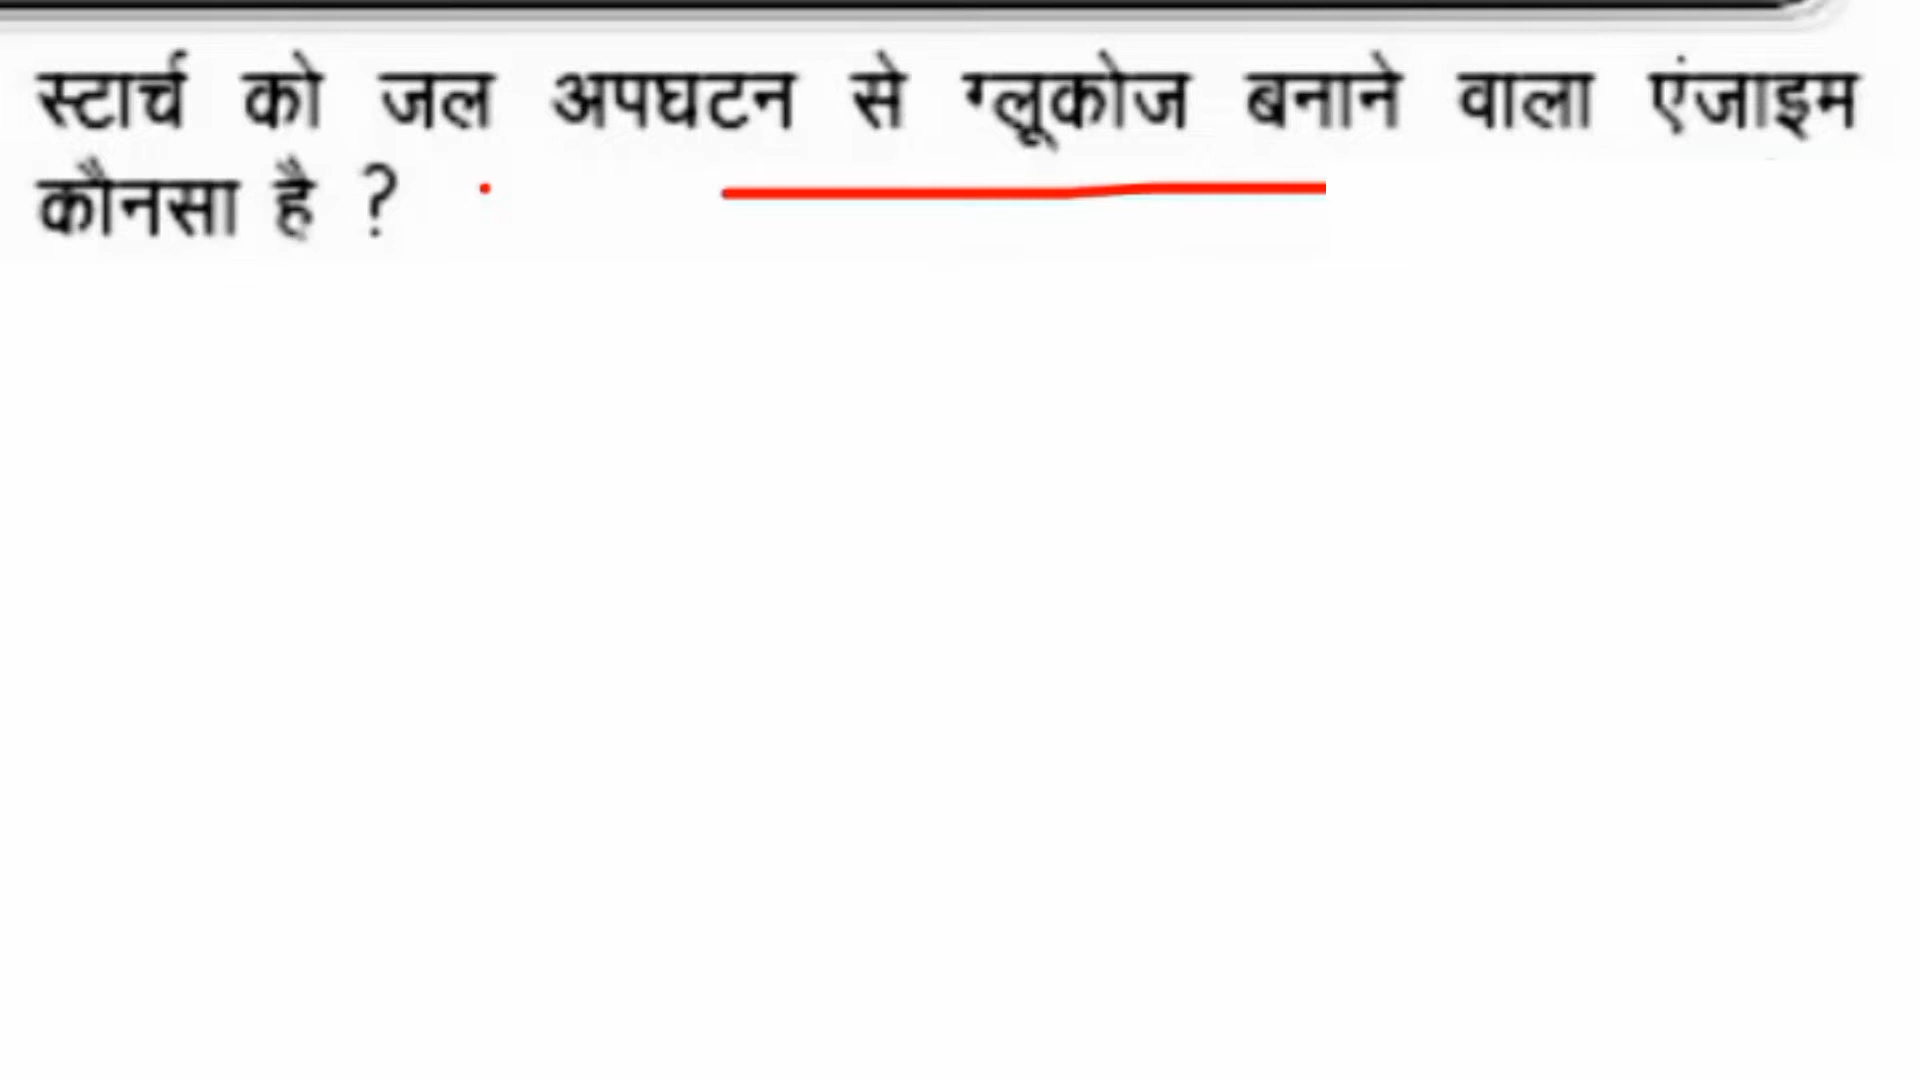 स्टार्च को जल अपघटन से ग्लूकोज बनाने वाला एंजाइम
कौनसा है ?